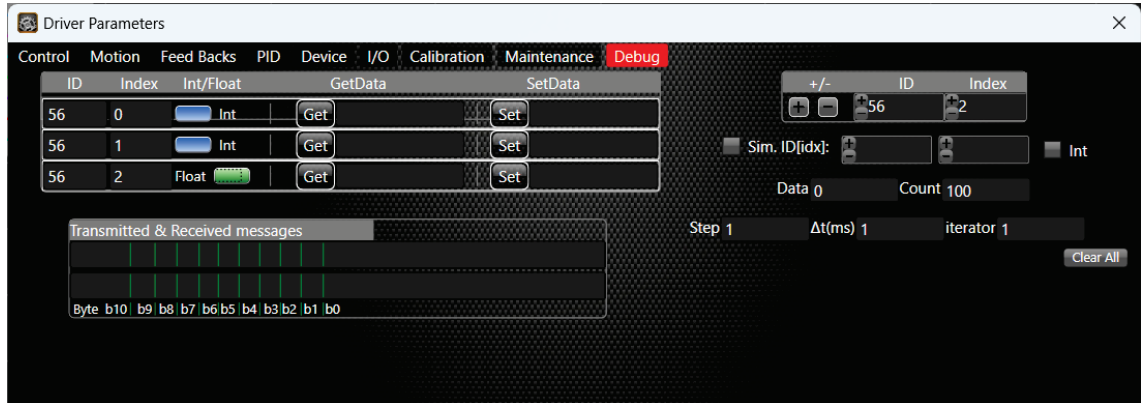 Driver Parameters
Control Motion Feed Backs PID Device I/O Calibration Maintenance Debug
ID Index Int/Float GetData SetData
56 0 Int Get Set
56 1 Int Get Set
56 2 Float Get Set
+/- ID Index
56 2
Sim. ID[idx]: Int
Data 0 Count 100
Step 1 Δt(ms) 1 iterator 1
Clear All
Transmitted & Received messages
Byte b10 b9 b8 b7 b6 b5 b4 b3 b2 b1 b0